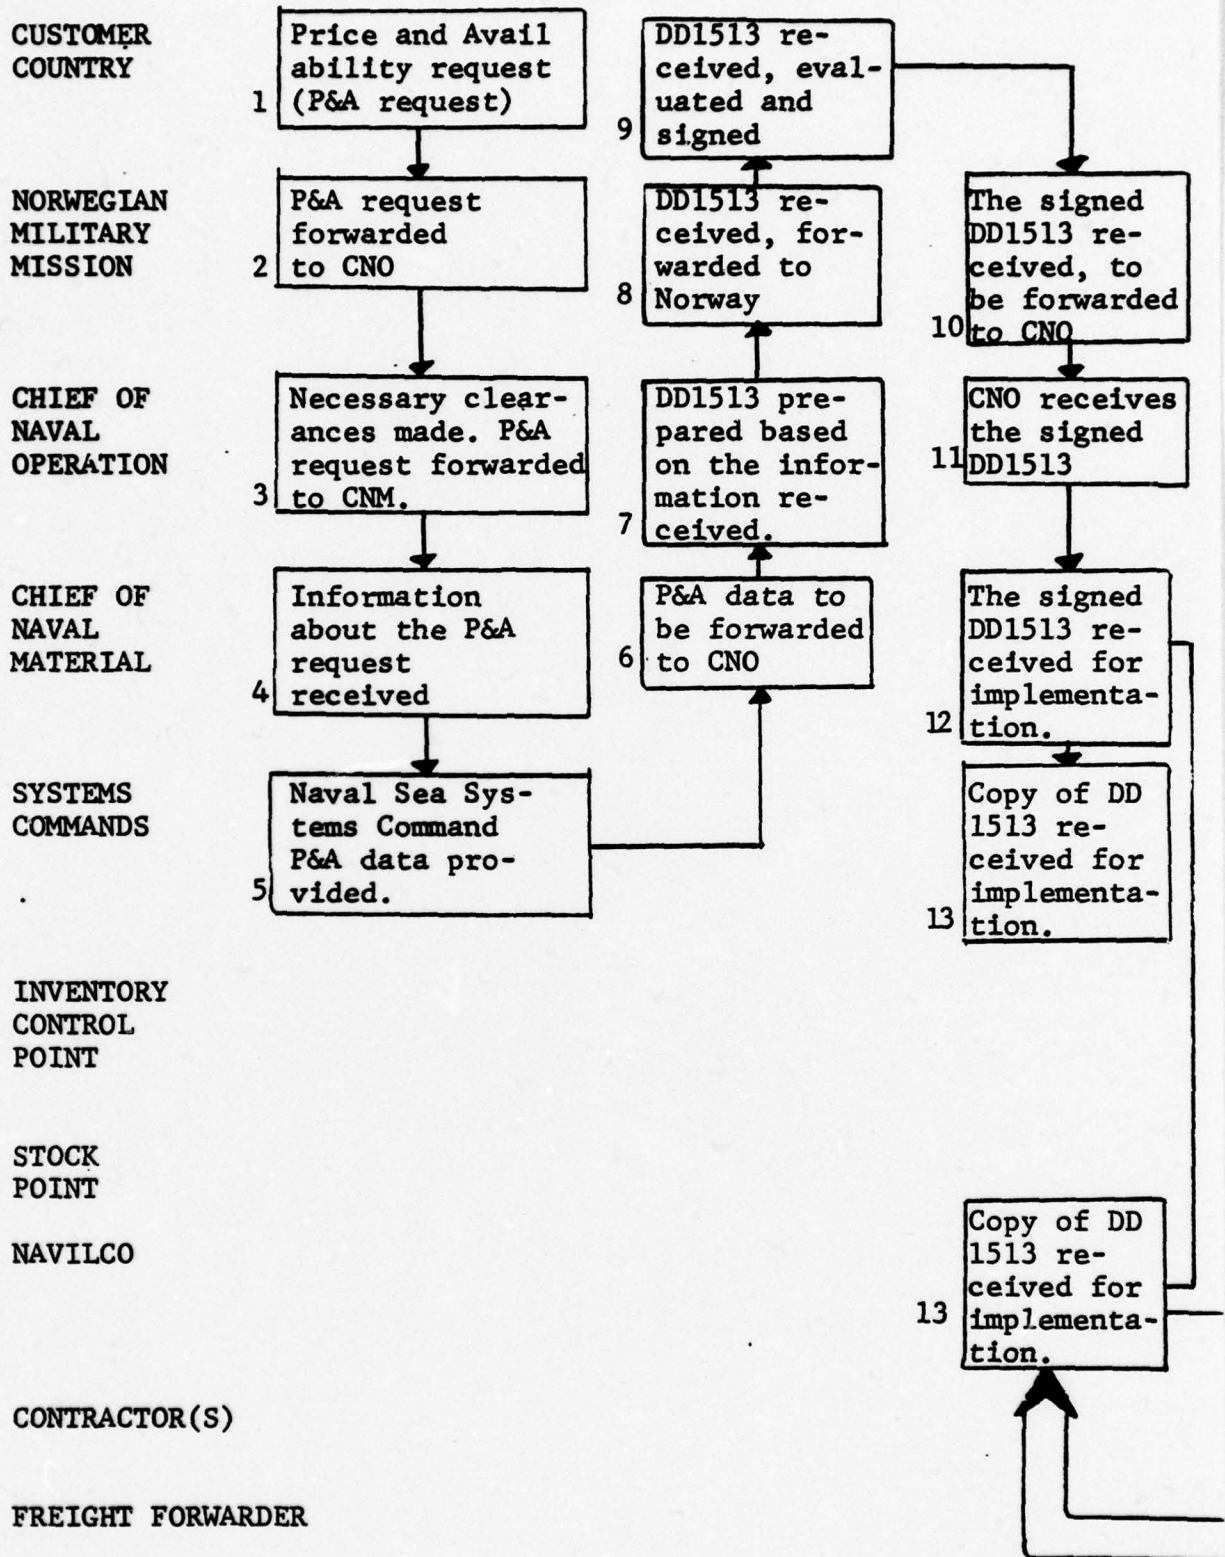 CUSTOMER
COUNTRY
Price and Avail
ability request
1 (P&A request)
DD1513 re-
ceived, eval-
uated and
9 signed
NORWEGIAN
MILITARY
MISSION
P&A request
forwarded
2 to CNO
DD1513 re-
ceived, for-
warded to
8 Norway
The signed
DD1513 re-
ceived, to
be forwarded
10 to CNO
CHIEF OF
NAVAL
OPERATION
Necessary clear-
ances made. P&A
request forwarded
3 to CNM.
DD1513 pre-
pared based
on the infor-
mation re-
7 ceived.
CNO receives
the signed
11 DD1513
CHIEF OF
NAVAL
MATERIAL
Information
about the P&A
request
4 received
P&A data to
be forwarded
6 to CNO
The signed
DD1513 re-
ceived for
implementa-
12 tion.
SYSTEMS
COMMANDS
Naval Sea Sys-
tems Command
P&A data pro-
5 vided.
Copy of DD
1513 re-
ceived for
implementa-
13 tion.
INVENTORY
CONTROL
POINT
STOCK
POINT
NAVILCO
Copy of DD
1513 re-
ceived for
13 implementa-
tion.
CONTRACTOR(S)
FREIGHT FORWARDER